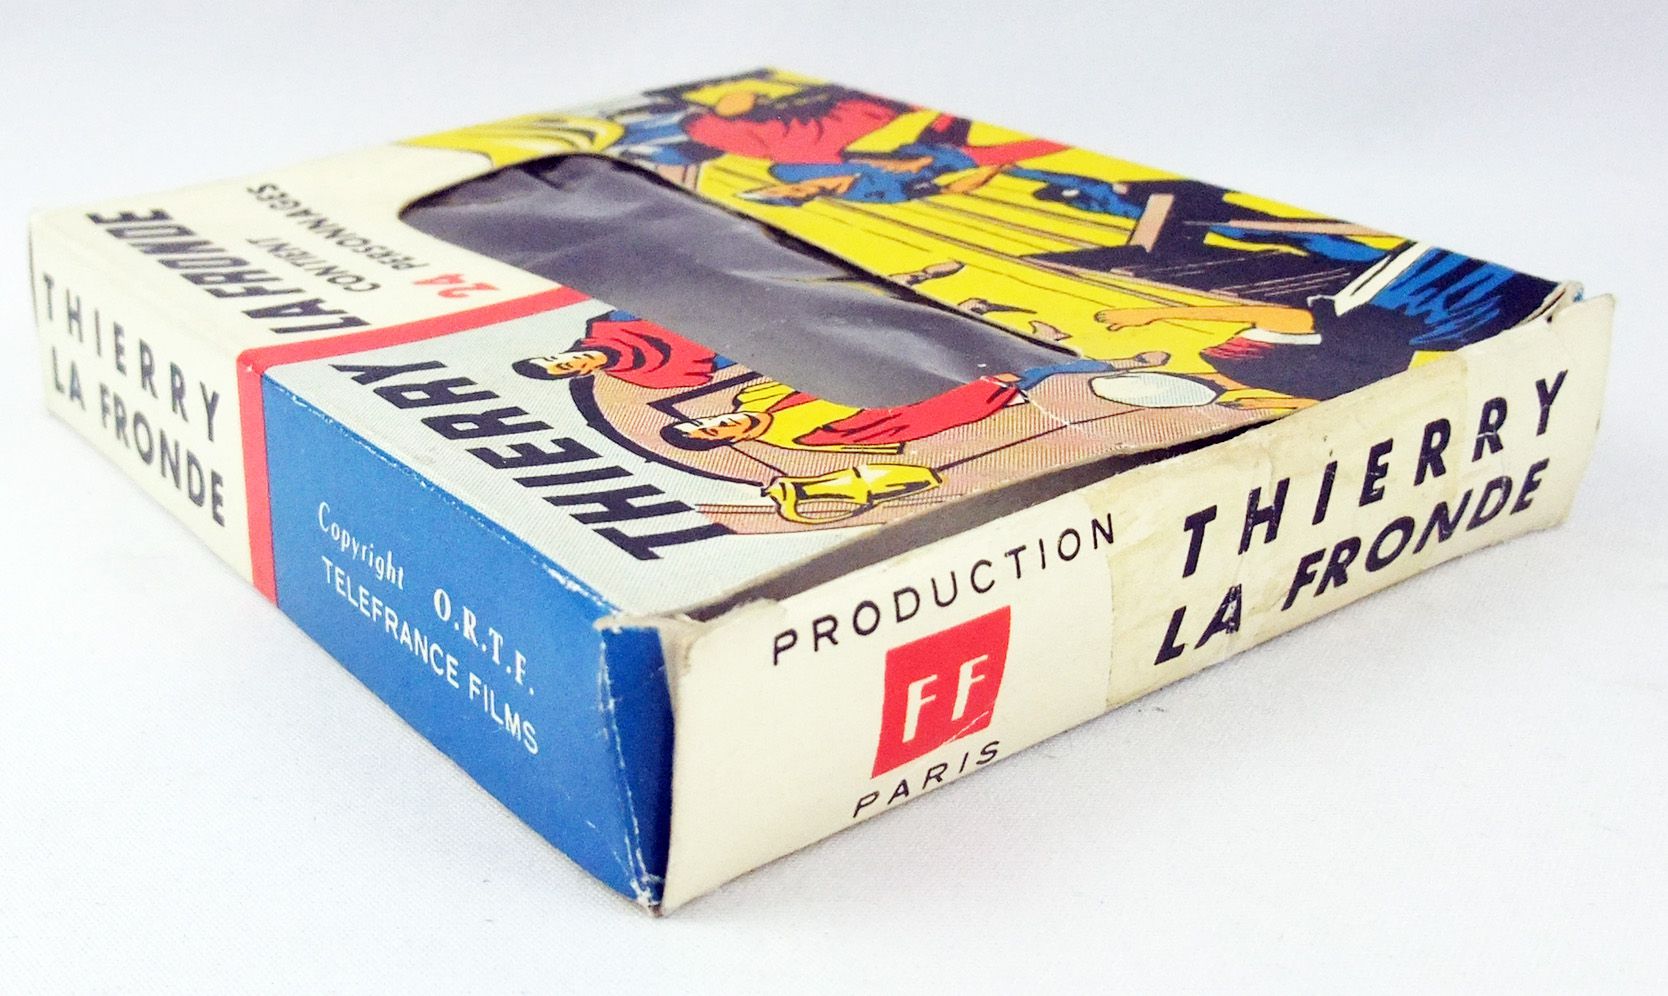 THIERRY
LA FRONDE
CONTIENT
24 PERSONNAGES
THIERRY
LA FRONDE
Copyright O.R.T.F.
TELEFRANCE FILMS
PRODUCTION
FF
PARIS
THIERRY
LA FRONDE